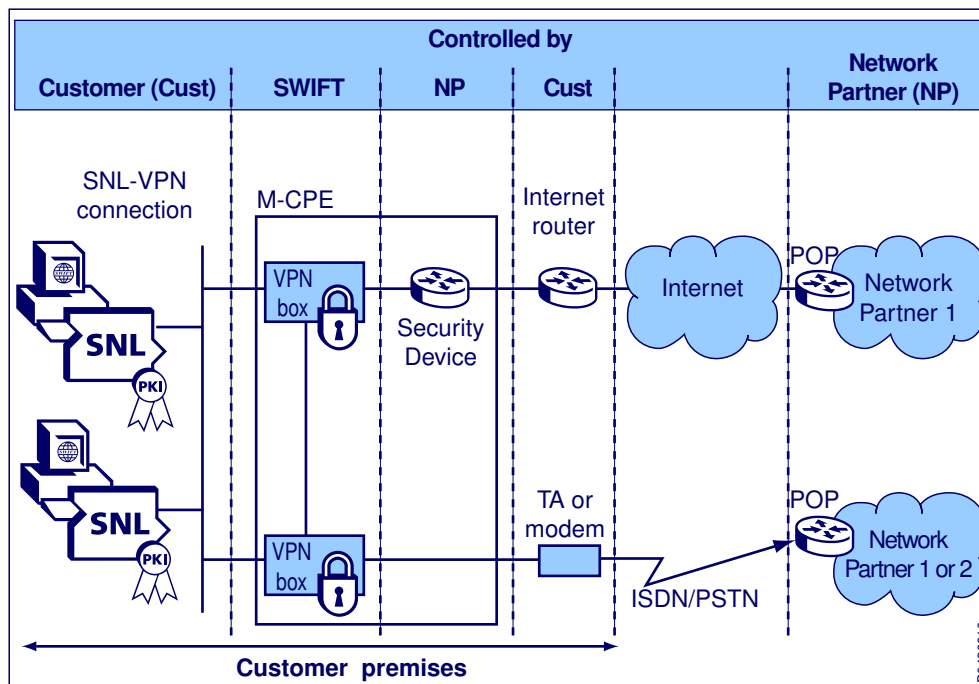 Controlled by
Customer (Cust)
SWIFT
NP
Cust
Network
Partner (NP)
SNL-VPN
connection
M-CPE
Internet
router
VPN
box
Security
Device
Internet
POP
Network
Partner 1
SNL
PKI
SNL
PKI
VPN
box
TA or
modem
ISDN/PSTN
POP
Network
Partner 1 or 2
Customer premises